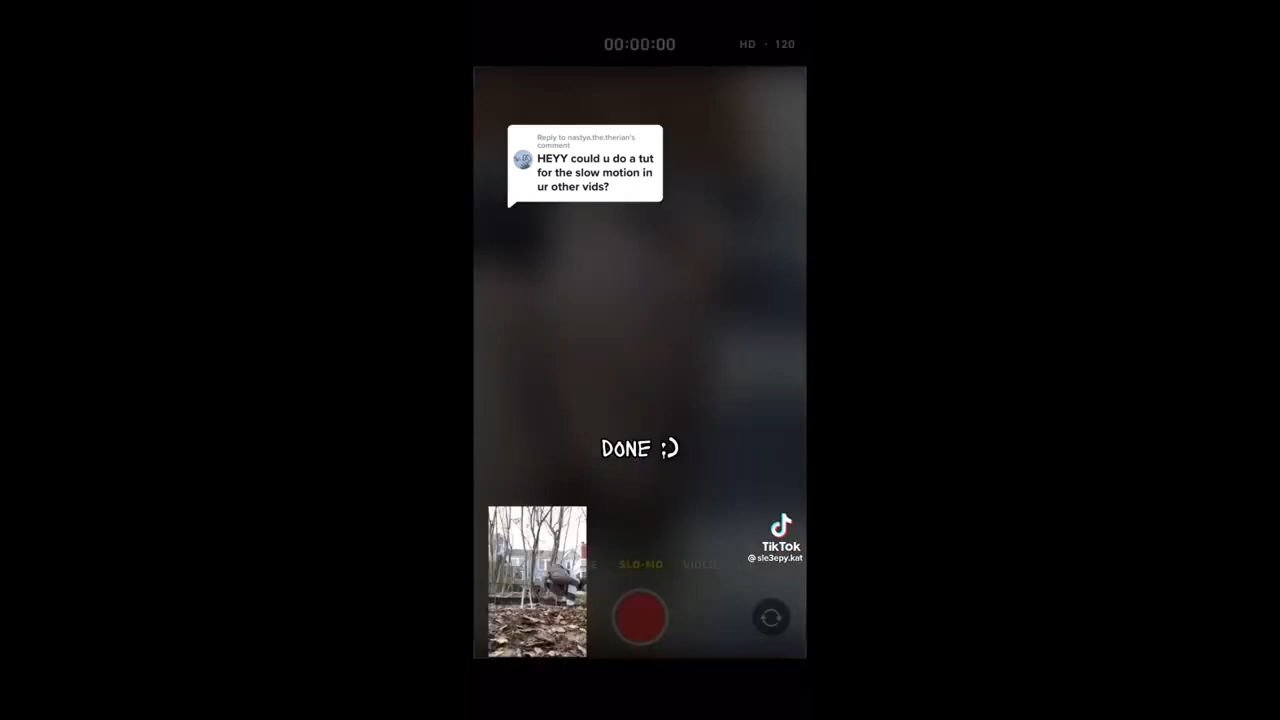 00:00:00
HD · 120
Reply to nastya.the.therian's
comment
HEYY could u do a tut
for the slow motion in
ur other vids?
DONE ;)
TikTok
@sle3epy.kat
SLO-MO VIDEO